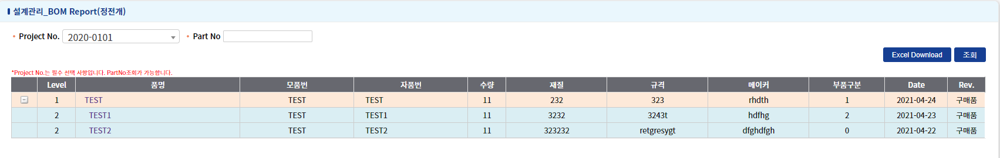 설계관리_BOM Report(정전개)
Project No. 2020-0101 Part No
Excel Download 조회
*Project No.는 필수 선택 사항입니다. PartNo조회가 가능합니다.
Level 품명 모품번 자품번 수량 재질 규격 메이커 부품구분 Date Rev.
1 TEST TEST TEST 11 232 323 rhdth 1 2021-04-24 구매품
2 TEST1 TEST TEST1 11 3232 3243t hdfhg 2 2021-04-23 구매품
2 TEST2 TEST TEST2 11 323232 retgresygt dfghdfgh 0 2021-04-22 구매품